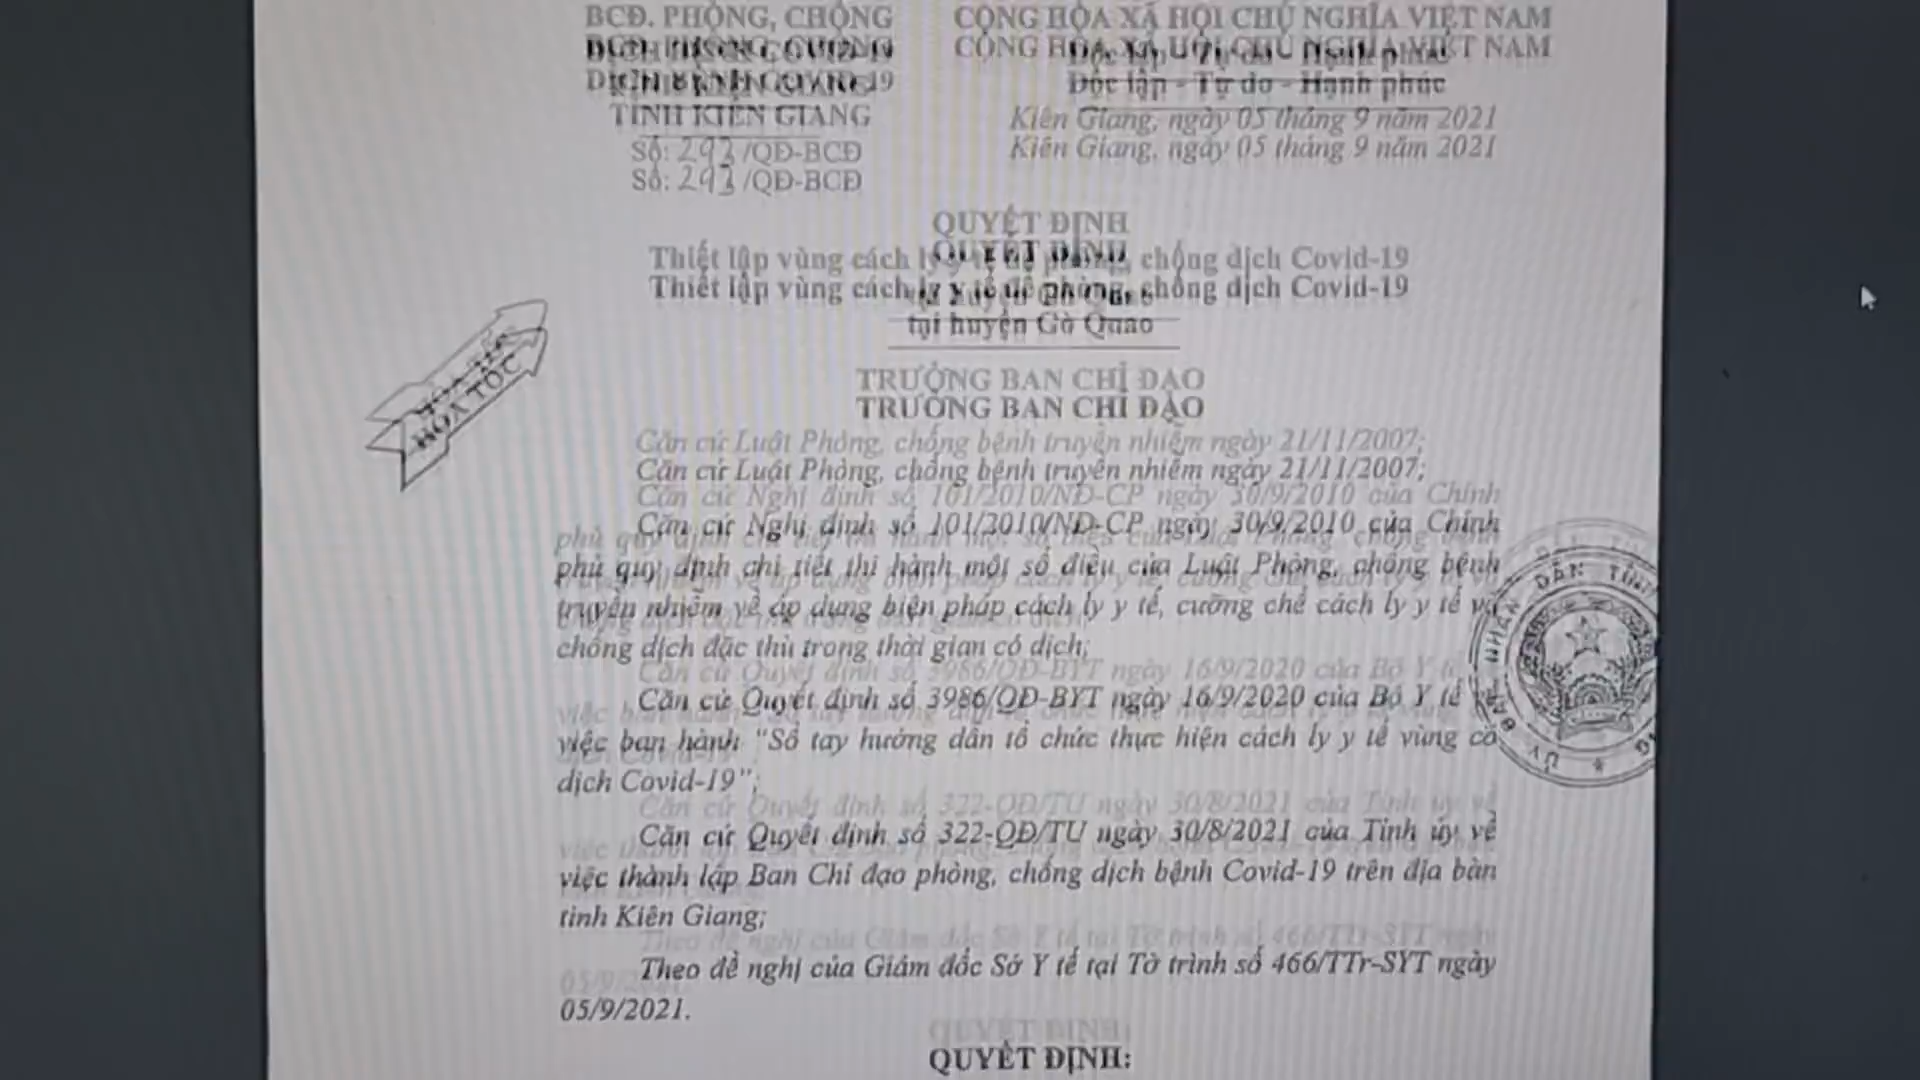 BCĐ. PHÒNG, CHỐNG
DỊCH BỆNH COVID-19
TỈNH KIÊN GIANG
Số: 293/QĐ-BCĐ
CỘNG HÒA XÃ HỘI CHỦ NGHĨA VIỆT NAM
Độc lập - Tự do - Hạnh phúc
Kiên Giang, ngày 05 tháng 9 năm 2021
QUYẾT ĐỊNH
Thiết lập vùng cách ly y tế để phòng, chống dịch Covid-19
tại huyện Gò Quao
HỎA TỐC
TRƯỞNG BAN CHỈ ĐẠO
Căn cứ Luật Phòng, chống bệnh truyền nhiễm ngày 21/11/2007;
Căn cứ Nghị định số 101/2010/NĐ-CP ngày 30/9/2010 của Chính
phủ quy định chi tiết thi hành một số điều của Luật Phòng, chống bệnh
truyền nhiễm về áp dụng biện pháp cách ly y tế, cưỡng chế cách ly y tế và
chống dịch đặc thù trong thời gian có dịch;
Căn cứ Quyết định số 3986/QĐ-BYT ngày 16/9/2020 của Bộ Y tế
việc ban hành "Sổ tay hướng dẫn tổ chức thực hiện cách ly y tế vùng có
dịch Covid-19";
Căn cứ Quyết định số 322-QĐ/TU ngày 30/8/2021 của Tỉnh ủy về
việc thành lập Ban Chỉ đạo phòng, chống dịch bệnh Covid-19 trên địa bàn
tỉnh Kiên Giang;
Theo đề nghị của Giám đốc Sở Y tế tại Tờ trình số 466/TTr-SYT ngày
05/9/2021.
QUYẾT ĐỊNH:
ỦY BAN NHÂN DÂN TỈNH